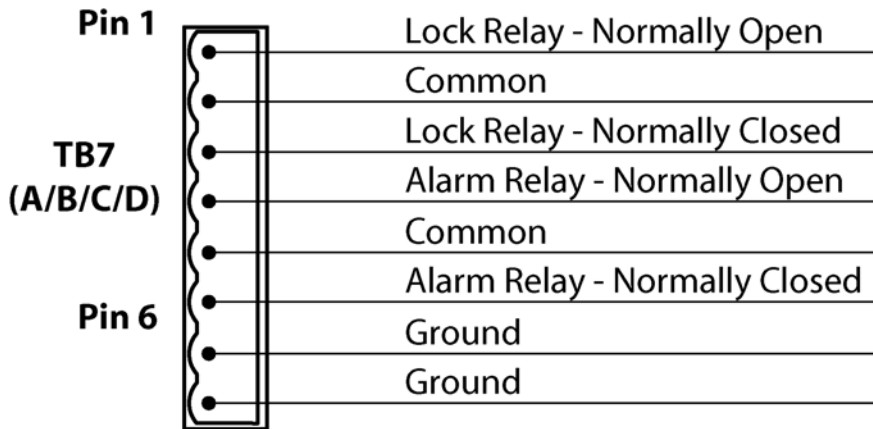 Pin 1
Lock Relay - Normally Open
Common
Lock Relay - Normally Closed
TB7
(A/B/C/D)
Alarm Relay - Normally Open
Common
Alarm Relay - Normally Closed
Pin 6
Ground
Ground